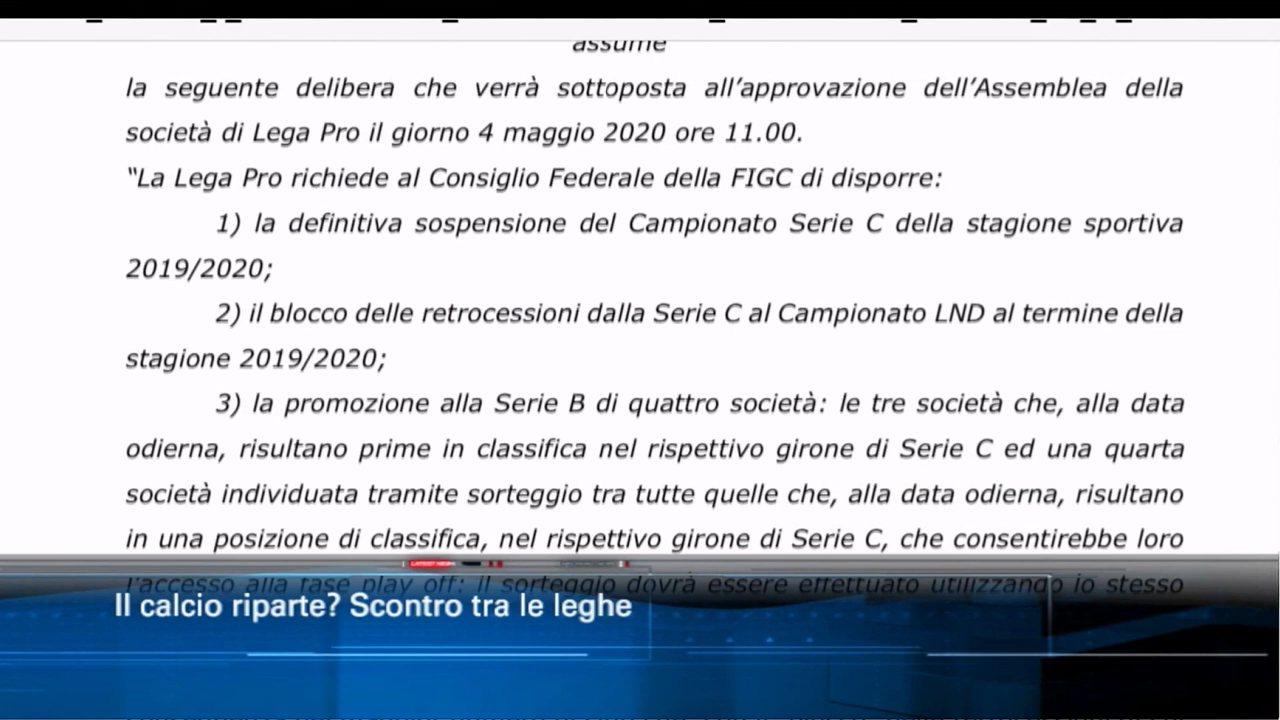 assume
la seguente delibera che verrà sottoposta all’approvazione dell’Assemblea della
società di Lega Pro il giorno 4 maggio 2020 ore 11.00.
“La Lega Pro richiede al Consiglio Federale della FIGC di disporre:
1) la definitiva sospensione del Campionato Serie C della stagione sportiva
2019/2020;
2) il blocco delle retrocessioni dalla Serie C al Campionato LND al termine della
stagione 2019/2020;
3) la promozione alla Serie B di quattro società: le tre società che, alla data
odierna, risultano prime in classifica nel rispettivo girone di Serie C ed una quarta
società individuata tramite sorteggio tra tutte quelle che, alla data odierna, risultano
in una posizione di classifica, nel rispettivo girone di Serie C, che consentirebbe loro
LATEST NEWS
l’accesso alla fase play off: il sorteggio dovrà essere effettuato utilizzando lo stesso
Il calcio riparte? Scontro tra le leghe